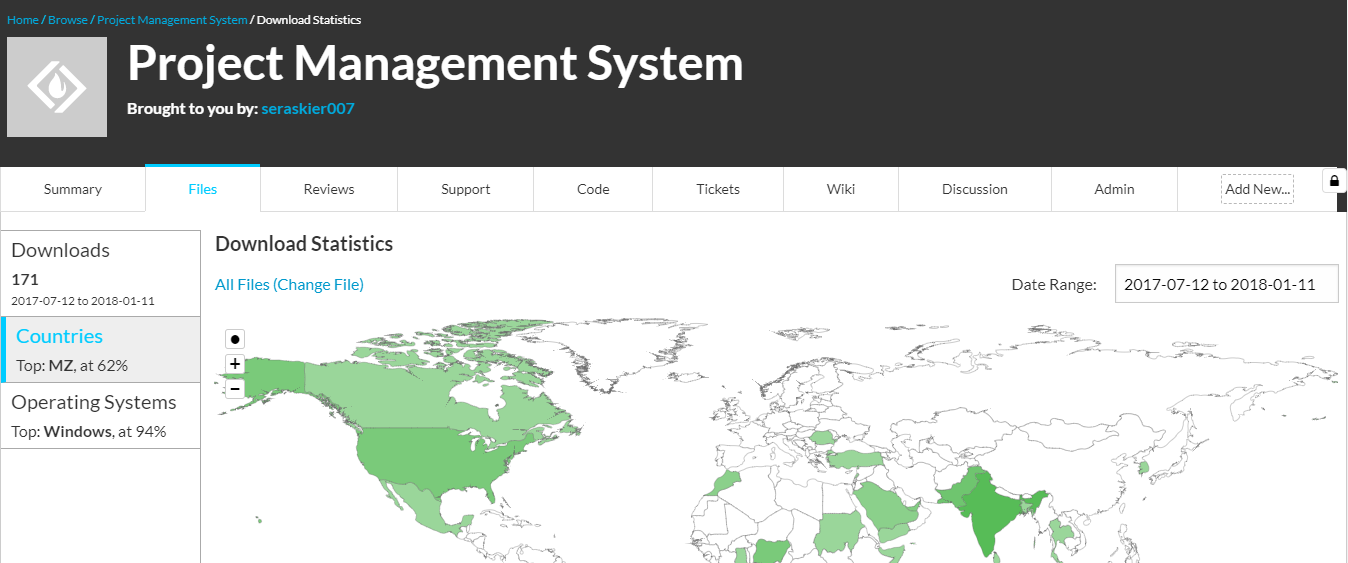 Home / Browse / Project Management System / Download Statistics
Project Management System
Brought to you by: seraskier007
Summary
Files
Reviews
Support
Code
Tickets
Wiki
Discussion
Admin
Add New...
Downloads
171
2017-07-12 to 2018-01-11
Countries
Top: MZ, at 62%
Operating Systems
Top: Windows, at 94%
Download Statistics
All Files (Change File)
Date Range: 2017-07-12 to 2018-01-11
+
−